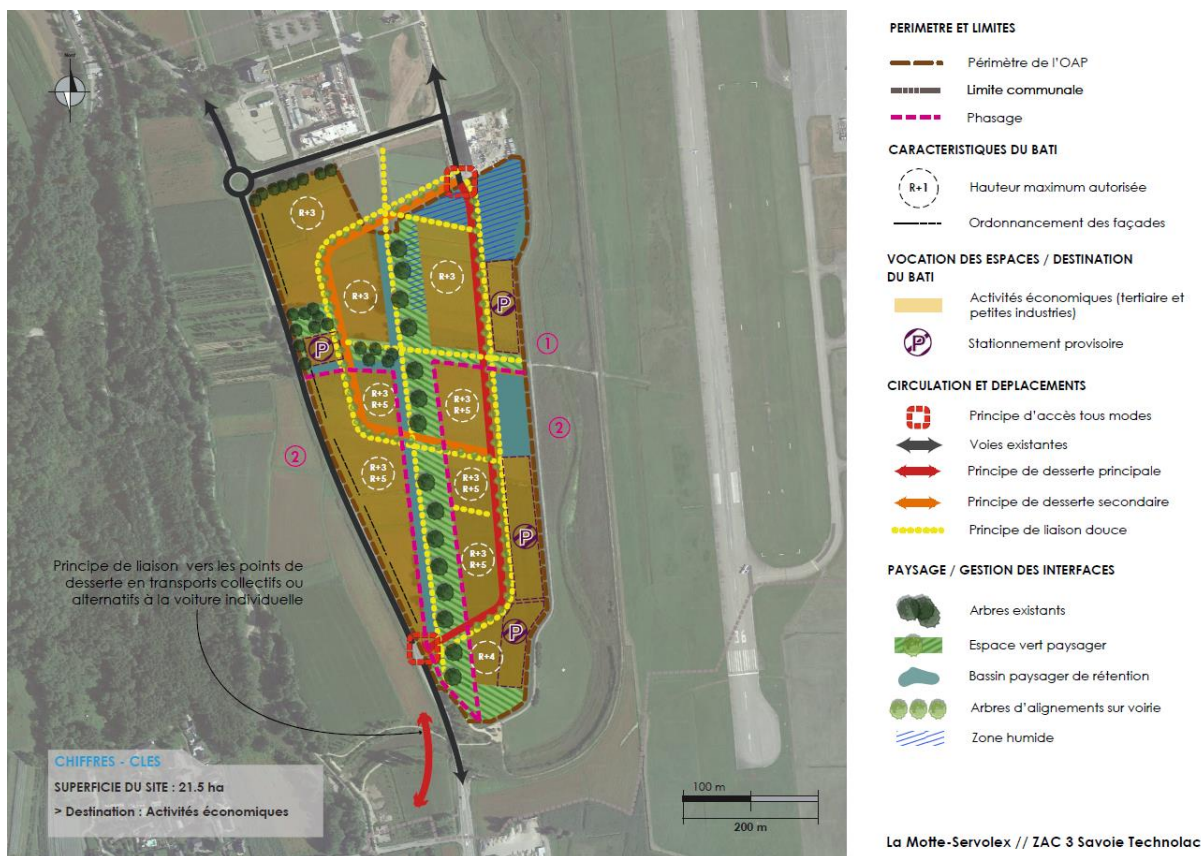 Nord
R+3
R+3
R+3
P
1
P
R+3
R+5
R+3
R+5
2
2
R+3
R+5
R+3
R+5
P
R+3
R+5
P
R+4
36
Principe de liaison vers les points de
desserte en transports collectifs ou
alternatifs à la voiture individuelle
CHIFFRES - CLES
SUPERFICIE DU SITE : 21.5 ha
> Destination : Activités économiques
100 m
200 m
PERIMETRE ET LIMITES
Périmètre de l'OAP
Limite communale
Phasage
CARACTERISTIQUES DU BATI
R+1
Hauteur maximum autorisée
Ordonnancement des façades
VOCATION DES ESPACES / DESTINATION
DU BATI
Activités économiques (tertiaire et
petites industries)
P
Stationnement provisoire
CIRCULATION ET DEPLACEMENTS
Principe d'accès tous modes
Voies existantes
Principe de desserte principale
Principe de desserte secondaire
Principe de liaison douce
PAYSAGE / GESTION DES INTERFACES
Arbres existants
Espace vert paysager
Bassin paysager de rétention
Arbres d'alignements sur voirie
Zone humide
La Motte-Servolex // ZAC 3 Savoie Technolac